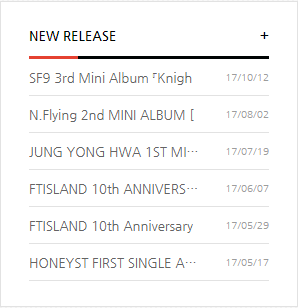 NEW RELEASE +
SF9 3rd Mini Album『Knigh 17/10/12
N.Flying 2nd MINI ALBUM [ 17/08/02
JUNG YONG HWA 1ST MI··· 17/07/19
FTISLAND 10th ANNIVERS··· 17/06/07
FTISLAND 10th Anniversary 17/05/29
HONEYST FIRST SINGLE A··· 17/05/17